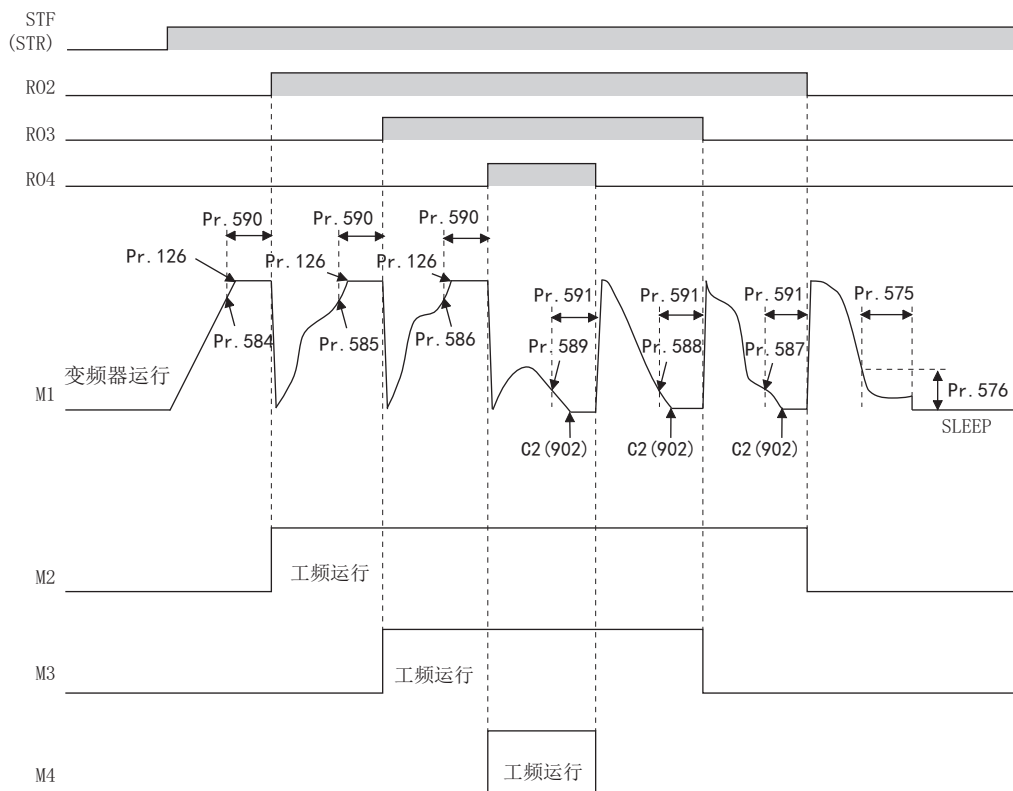 STF
(STR)
RO2
RO3
RO4
Pr.590
Pr.590
Pr.590
Pr.126
Pr.126
Pr.126
Pr.591
Pr.591
Pr.591
Pr.575
Pr.584
Pr.585
Pr.586
Pr.589
Pr.588
Pr.587
变频器运行
Pr.576
M1
SLEEP
C2(902)
C2(902)
C2(902)
M2
工频运行
M3
工频运行
M4
工频运行